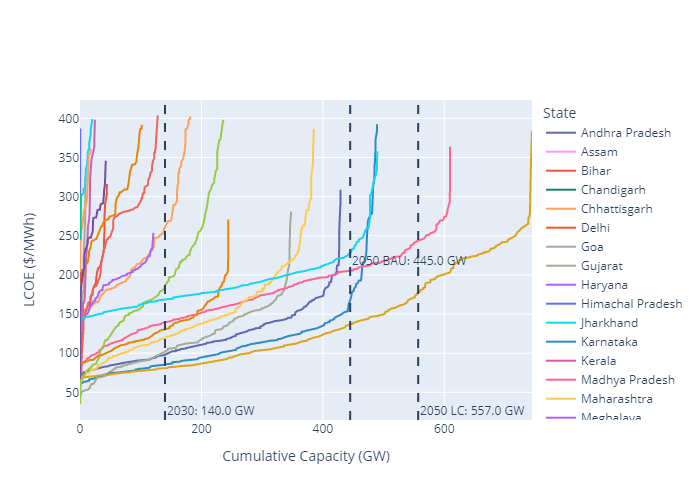 LCOE ($/MWh)
400
350
300
250
200
150
100
50
0
200
400
600
Cumulative Capacity (GW)
2030: 140.0 GW
2050 BAU: 445.0 GW
2050 LC: 557.0 GW
State
Andhra Pradesh
Assam
Bihar
Chandigarh
Chhattisgarh
Delhi
Goa
Gujarat
Haryana
Himachal Pradesh
Jharkhand
Karnataka
Kerala
Madhya Pradesh
Maharashtra
Meghalaya